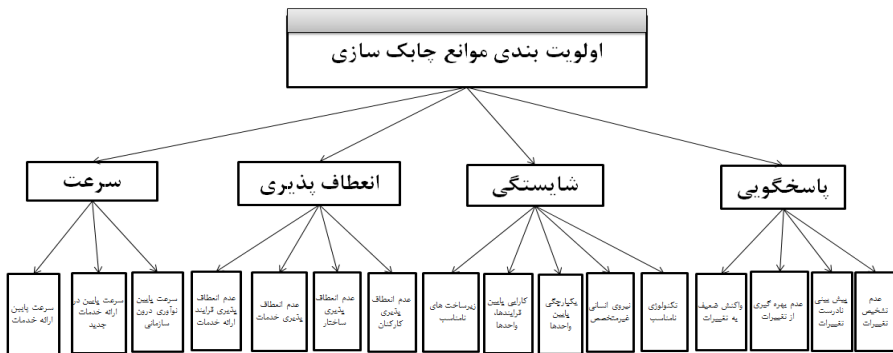 اولویت بندی موانع چابک سازی
پاسخگویی
شایستگی
انعطاف پذیری
سرعت
عدم
تشخیص
تغییرات
پیش بینی
نادرست
تغییرات
عدم بهره گیری
از تغییرات
واکنش ضعیف
به تغییرات
تکنولوژی
نامناسب
نیروی انسانی
غیرمتخصص
یکپارچگی
پایین
واحدها
کارایی پایین
فرایندها،
واحدها
زیرساخت های
نامناسب
عدم انعطاف
پذیری
کارکنان
عدم انعطاف
پذیری
ساختار
عدم انعطاف
پذیری خدمات
عدم انعطاف
پذیری فرایند
ارائه خدمات
سرعت پایین
نوآوری درون
سازمانی
سرعت پایین در
ارائه خدمات
جدید
سرعت پایین
ارائه خدمات